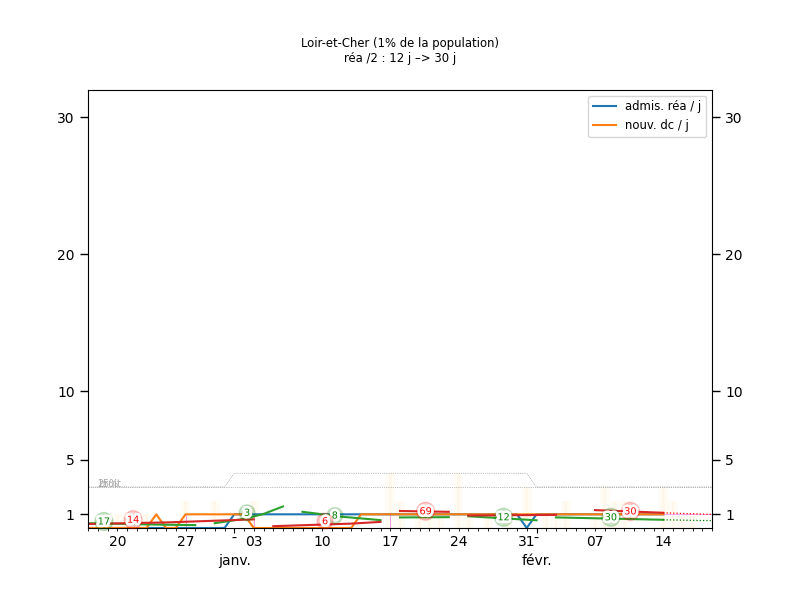 Loir-et-Cher (1% de la population)
réa /2 : 12 j –> 30 j
admis. réa / j
nouv. dc / j
30 30
20 20
10 10
5 5
1 1
17 14 3 6 8 69 12 30 30
20 27 - 03 10 17 24 31- 07 14
janv. févr.